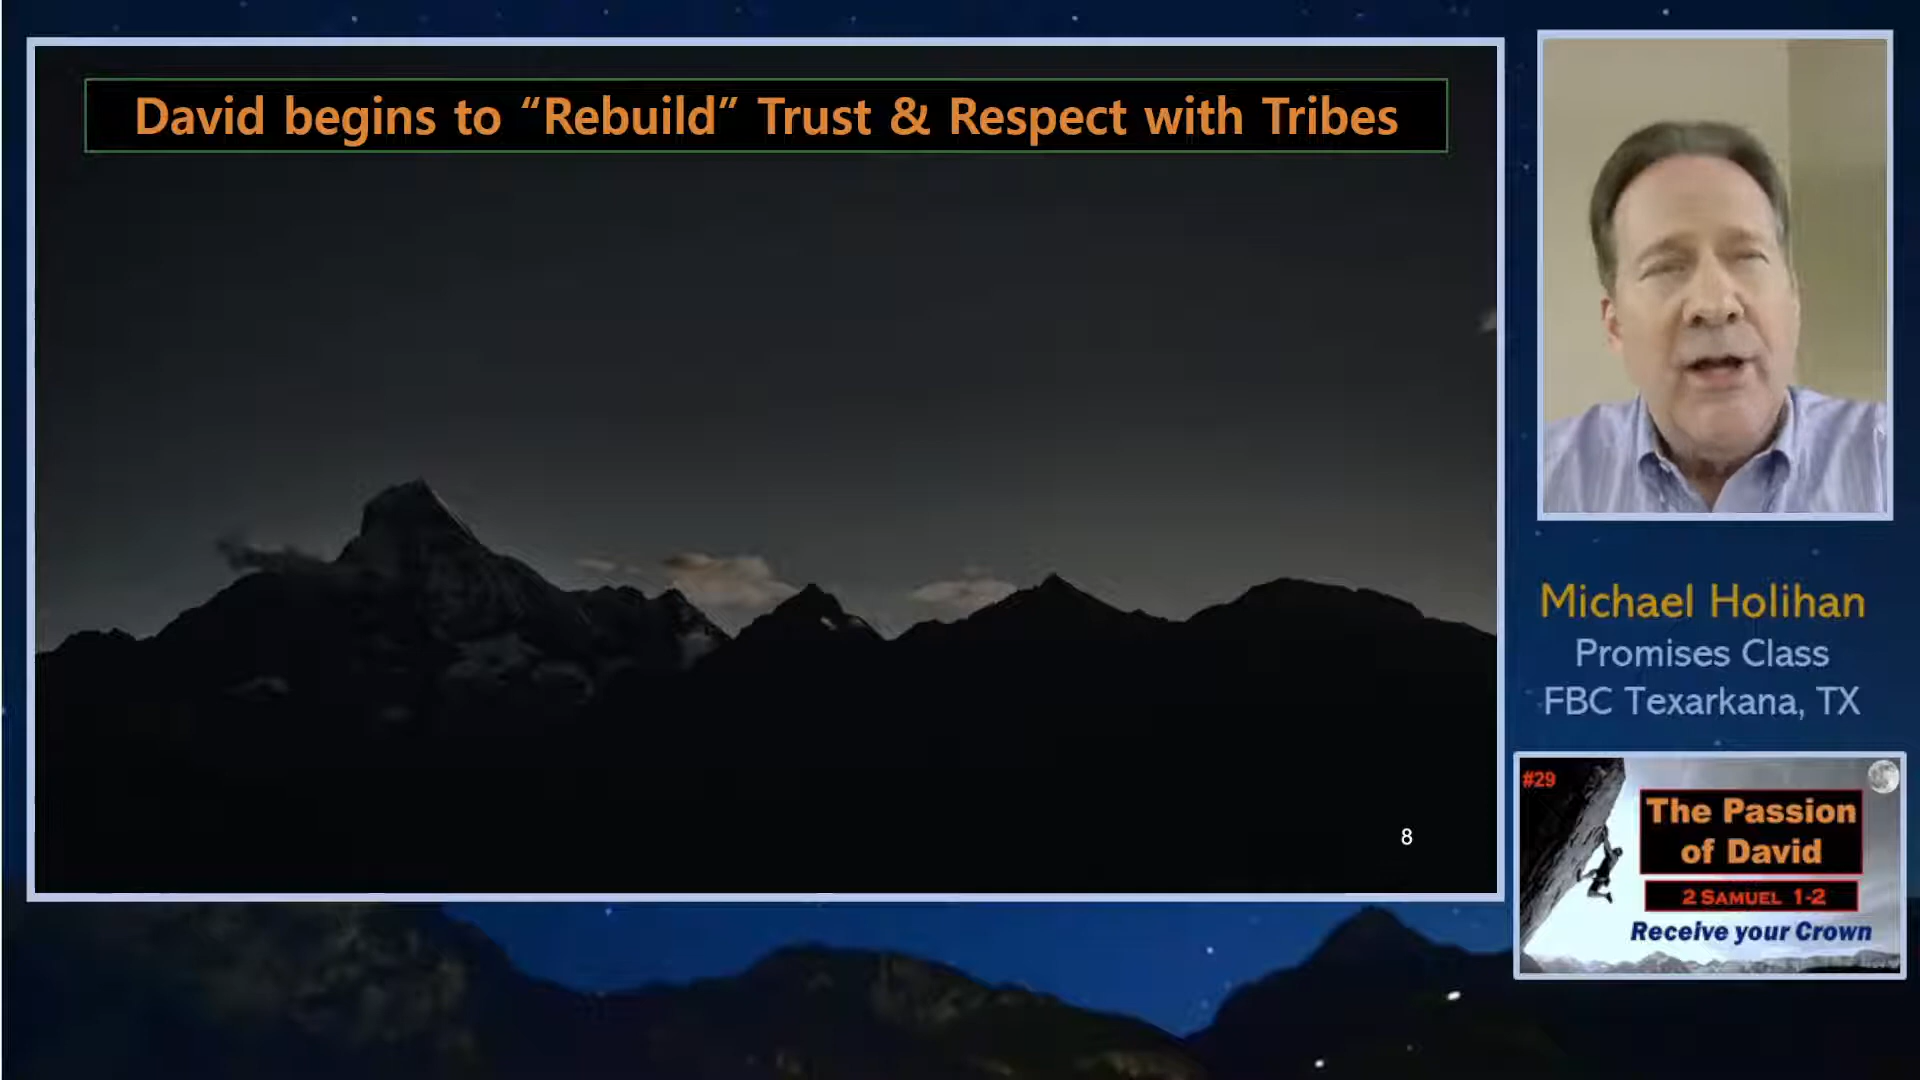 David begins to “Rebuild” Trust & Respect with Tribes
8
Michael Holihan
Promises Class
FBC Texarkana, TX
#29
The Passion
of David
2 Samuel 1-2
Receive your Crown